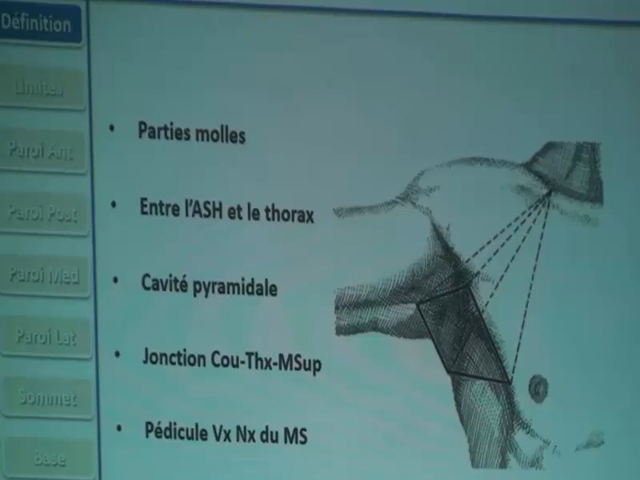 Définition
Limites
Paroi Ant
Paroi Post
Paroi Med
Paroi Lat
Sommet
Base
• Parties molles
• Entre l'ASH et le thorax
• Cavité pyramidale
• Jonction Cou-Thx-MSup
• Pédicule Vx Nx du MS